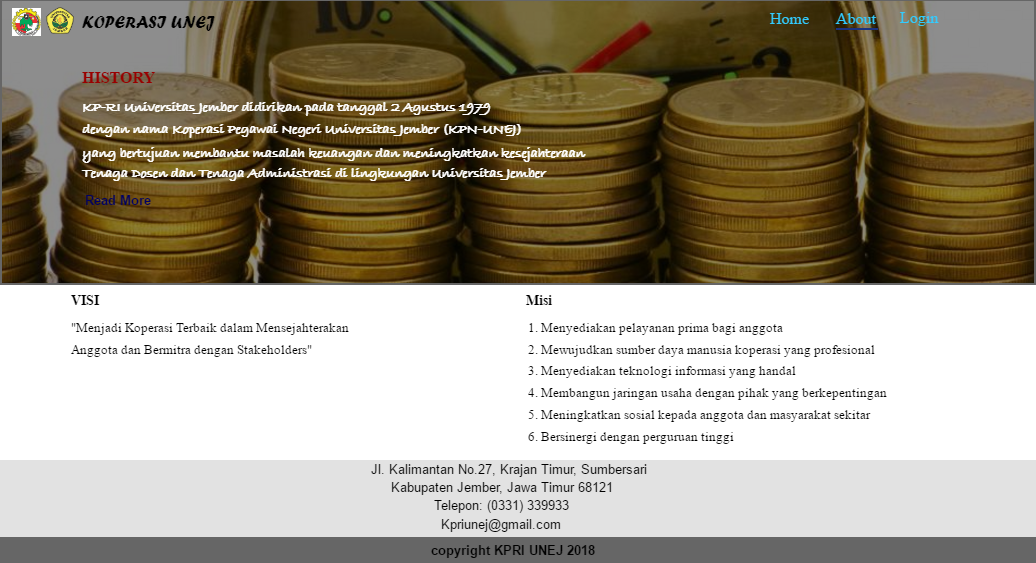 KOPERASI UNEJ
Home About Login
HISTORY
KP-RI Universitas Jember didirikan pada tanggal 2 Agustus 1979
dengan nama Koperasi Pegawai Negeri Universitas Jember (KPN-UNEJ)
yang bertujuan membantu masalah keuangan dan meningkatkan kesejahteraan
Tenaga Dosen dan Tenaga Administrasi di lingkungan Universitas Jember
Read More
VISI
"Menjadi Koperasi Terbaik dalam Mensejahterakan
Anggota dan Bermitra dengan Stakeholders"
Misi
1. Menyediakan pelayanan prima bagi anggota
2. Mewujudkan sumber daya manusia koperasi yang profesional
3. Menyediakan teknologi informasi yang handal
4. Membangun jaringan usaha dengan pihak yang berkepentingan
5. Meningkatkan sosial kepada anggota dan masyarakat sekitar
6. Bersinergi dengan perguruan tinggi
Jl. Kalimantan No.27, Krajan Timur, Sumbersari
Kabupaten Jember, Jawa Timur 68121
Telepon: (0331) 339933
Kpriunej@gmail.com
copyright KPRI UNEJ 2018